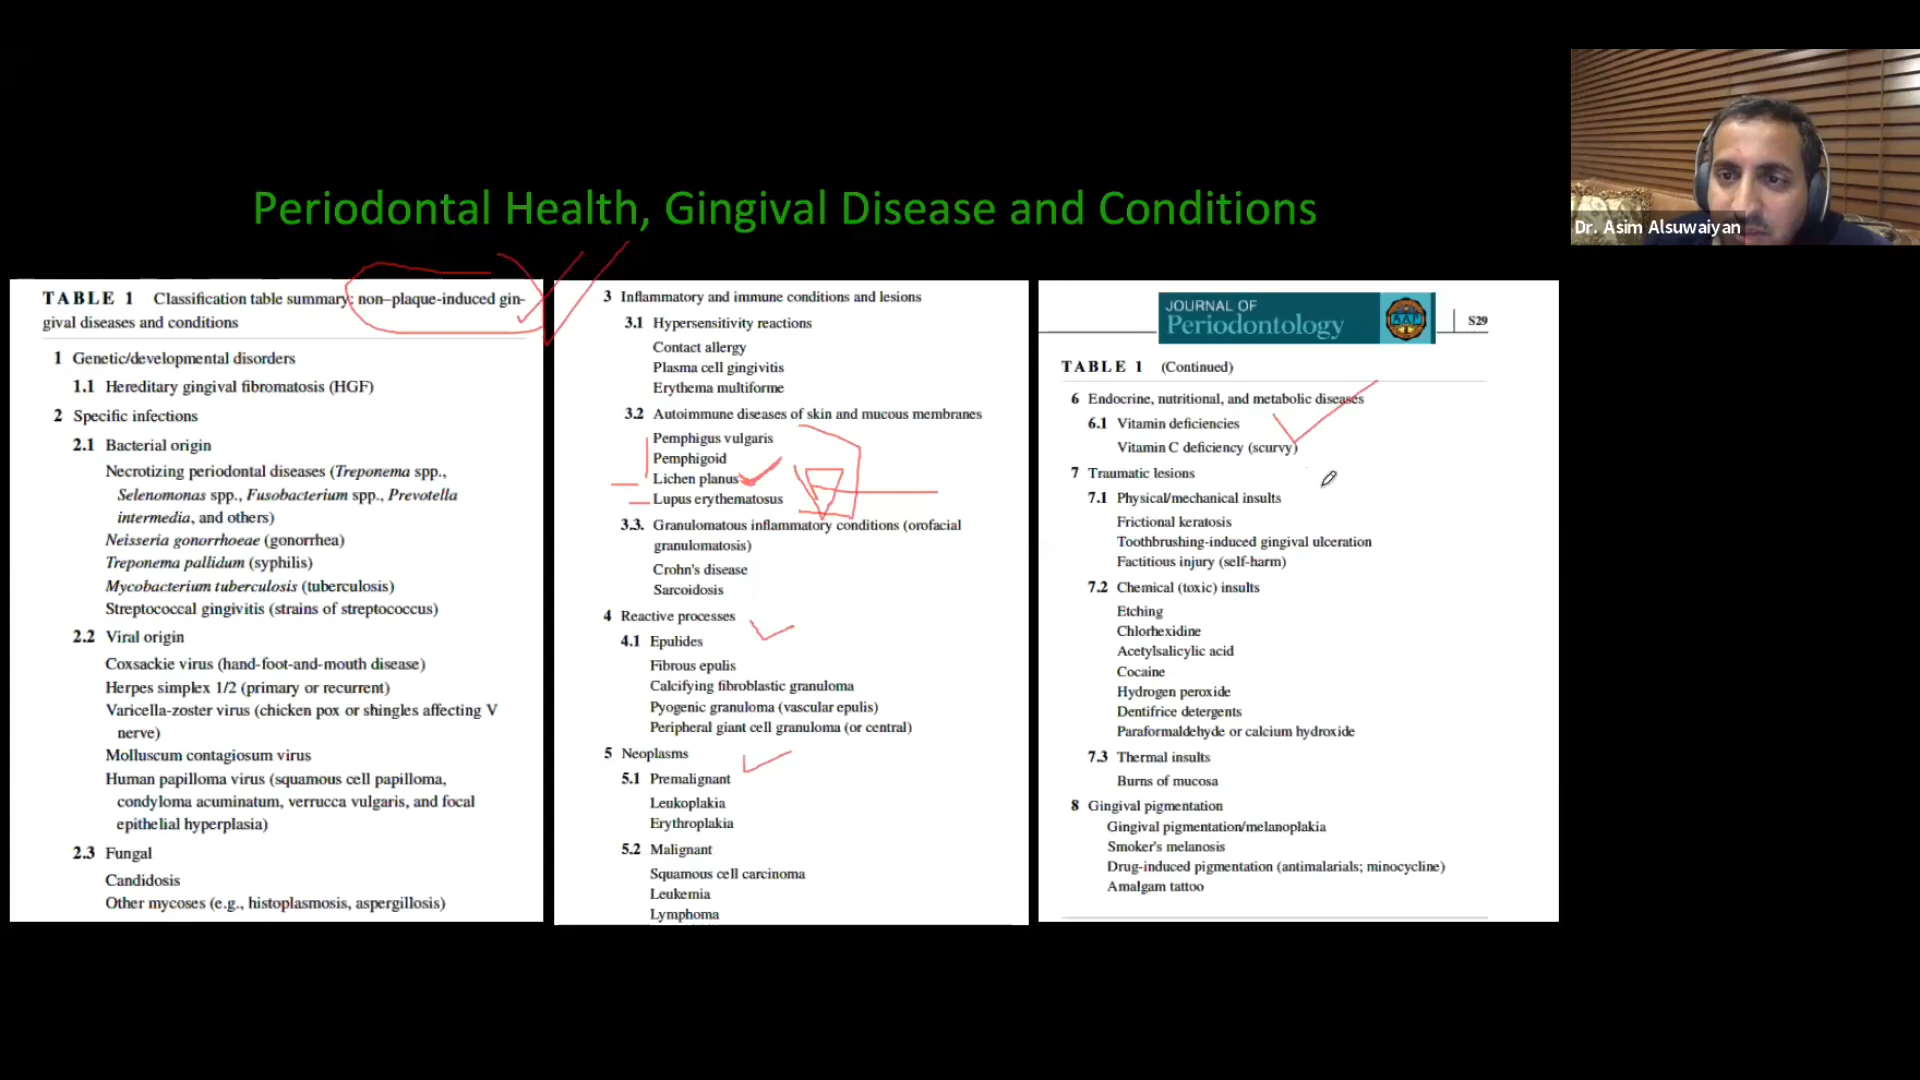 Periodontal Health, Gingival Disease and Conditions
Dr. Asim Alsuwaiyan
TABLE 1 Classification table summary: non–plaque-induced gin-
gival diseases and conditions
1 Genetic/developmental disorders
1.1 Hereditary gingival fibromatosis (HGF)
2 Specific infections
2.1 Bacterial origin
Necrotizing periodontal diseases (Treponema spp.,
Selenomonas spp., Fusobacterium spp., Prevotella
intermedia, and others)
Neisseria gonorrhoeae (gonorrhea)
Treponema pallidum (syphilis)
Mycobacterium tuberculosis (tuberculosis)
Streptococcal gingivitis (strains of streptococcus)
2.2 Viral origin
Coxsackie virus (hand-foot-and-mouth disease)
Herpes simplex 1/2 (primary or recurrent)
Varicella-zoster virus (chicken pox or shingles affecting V
nerve)
Molluscum contagiosum virus
Human papilloma virus (squamous cell papilloma,
condyloma acuminatum, verrucca vulgaris, and focal
epithelial hyperplasia)
2.3 Fungal
Candidosis
Other mycoses (e.g., histoplasmosis, aspergillosis)
3 Inflammatory and immune conditions and lesions
3.1 Hypersensitivity reactions
Contact allergy
Plasma cell gingivitis
Erythema multiforme
3.2 Autoimmune diseases of skin and mucous membranes
Pemphigus vulgaris
Pemphigoid
Lichen planus
Lupus erythematosus
3.3. Granulomatous inflammatory conditions (orofacial
granulomatosis)
Crohn's disease
Sarcoidosis
4 Reactive processes
4.1 Epulides
Fibrous epulis
Calcifying fibroblastic granuloma
Pyogenic granuloma (vascular epulis)
Peripheral giant cell granuloma (or central)
5 Neoplasms
5.1 Premalignant
Leukoplakia
Erythroplakia
5.2 Malignant
Squamous cell carcinoma
Leukemia
Lymphoma
JOURNAL OF
Periodontology
AAP
S29
TABLE 1 (Continued)
6 Endocrine, nutritional, and metabolic diseases
6.1 Vitamin deficiencies
Vitamin C deficiency (scurvy)
7 Traumatic lesions
7.1 Physical/mechanical insults
Frictional keratosis
Toothbrushing-induced gingival ulceration
Factitious injury (self-harm)
7.2 Chemical (toxic) insults
Etching
Chlorhexidine
Acetylsalicylic acid
Cocaine
Hydrogen peroxide
Dentifrice detergents
Paraformaldehyde or calcium hydroxide
7.3 Thermal insults
Burns of mucosa
8 Gingival pigmentation
Gingival pigmentation/melanoplakia
Smoker's melanosis
Drug-induced pigmentation (antimalarials; minocycline)
Amalgam tattoo